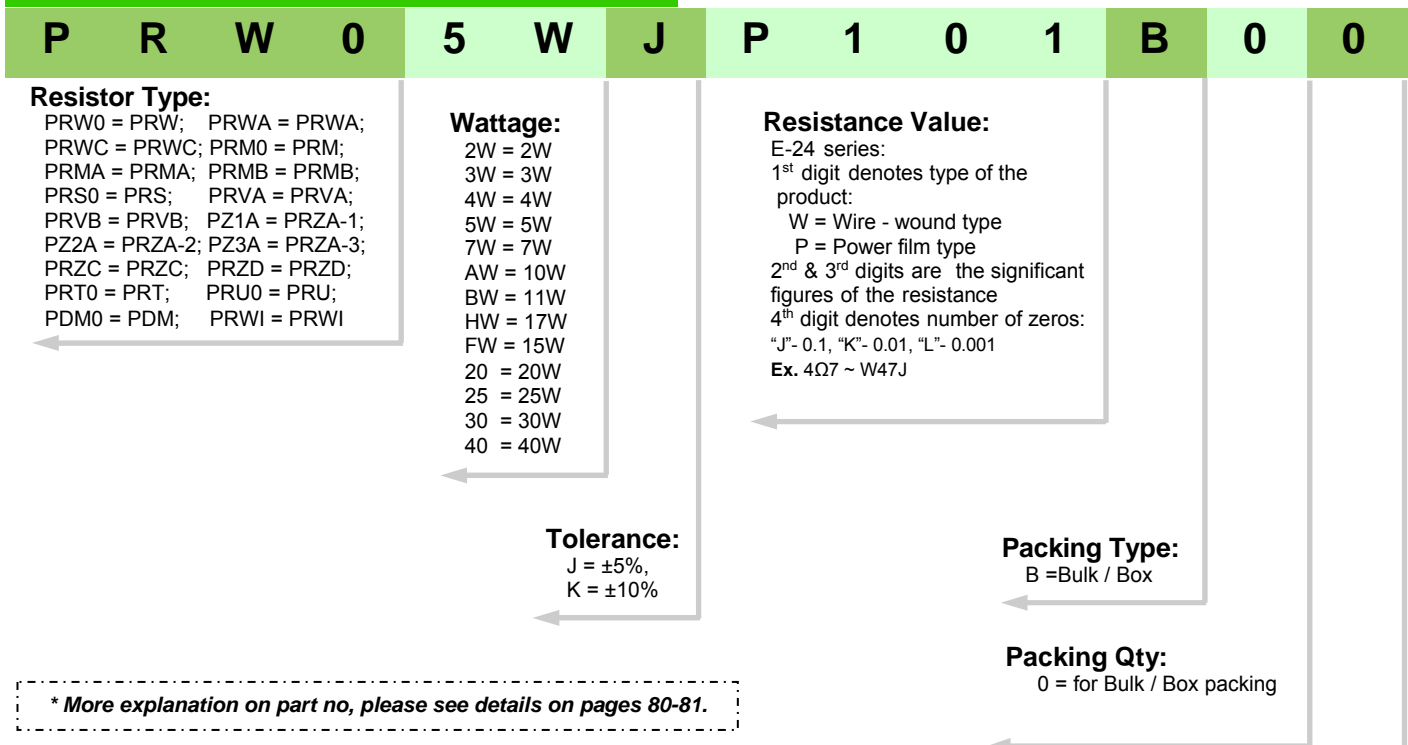 P R W 0 5 W J P 1 0 1 B 0 0
Resistor Type:
PRW0 = PRW; PRWA = PRWA;
PRWC = PRWC; PRM0 = PRM;
PRMA = PRMA; PRMB = PRMB;
PRS0 = PRS; PRVA = PRVA;
PRVB = PRVB; PZ1A = PRZA-1;
PZ2A = PRZA-2; PZ3A = PRZA-3;
PRZC = PRZC; PRZD = PRZD;
PRT0 = PRT; PRU0 = PRU;
PDM0 = PDM; PRWI = PRWI
Wattage:
2W = 2W
3W = 3W
4W = 4W
5W = 5W
7W = 7W
AW = 10W
BW = 11W
HW = 17W
FW = 15W
20 = 20W
25 = 25W
30 = 30W
40 = 40W
Resistance Value:
E-24 series:
1st digit denotes type of the
product:
W = Wire - wound type
P = Power film type
2nd & 3rd digits are the significant
figures of the resistance
4th digit denotes number of zeros:
“J”- 0.1, “K”- 0.01, “L”- 0.001
Ex. 4Ω7 ~ W47J
Tolerance:
J = ±5%,
K = ±10%
Packing Type:
B =Bulk / Box
Packing Qty:
0 = for Bulk / Box packing
* More explanation on part no, please see details on pages 80-81.